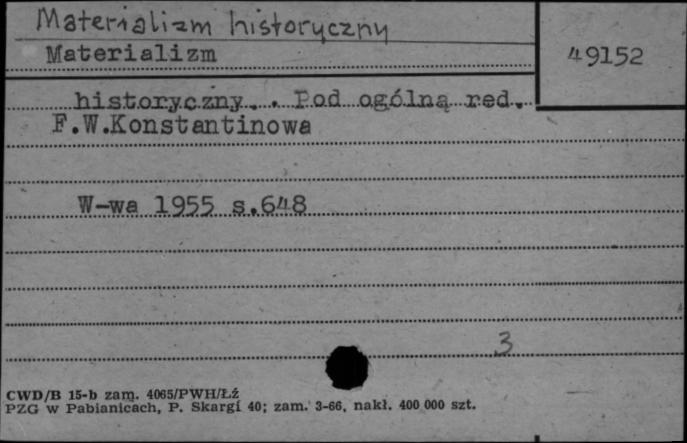 Materializm historyczny
Materializm
49152
historyczny. . Pod ogólną red.
F.W.Konstantinowa
W-wa 1955 s.648
3
CWD/B 15-b zam. 4065/PWH/Łź
PZG w Pabianicach, P. Skargi 40; zam. 3-66, nakł. 400 000 szt.